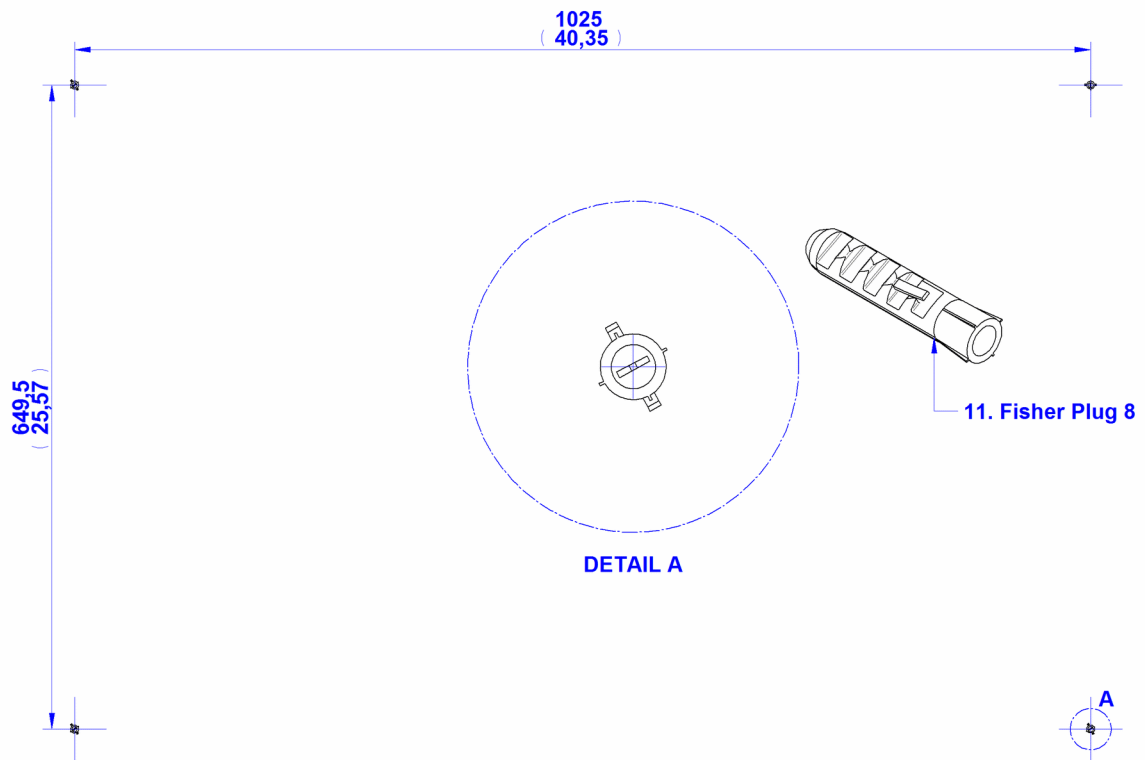 1025
( 40,35 )
649,5
( 25,57 )
11. Fisher Plug 8
DETAIL A
A